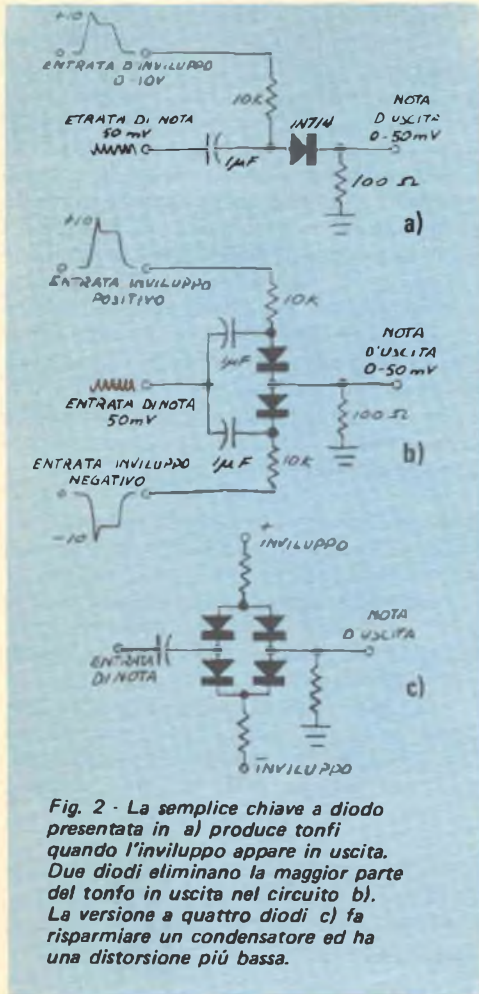 +10
ENTRATA D'INVILUPPO
0-10V
10K
ETRATA DI NOTA
50 mV
1µF
1N914
NOTA
D'USCITA
0-50mV
100 Ω
a)
+10
ENTRATA INVILUPPO
POSITIVO
10K
1µF
NOTA
D'USCITA
0-50mV
ENTRATA DI NOTA
50mV
100 Ω
1µF
10K
b)
ENTRATA INVILUPPO
NEGATIVO
-10
+
INVILUPPO
NOTA
D'USCITA
ENTRATA
DI NOTA
c)
-
INVILUPPO
Fig. 2 - La semplice chiave a diodo
presentata in a) produce tonfi
quando l'inviluppo appare in uscita.
Due diodi eliminano la maggior parte
del tonfo in uscita nel circuito b).
La versione a quattro diodi c) fa
risparmiare un condensatore ed ha
una distorsione piú bassa.